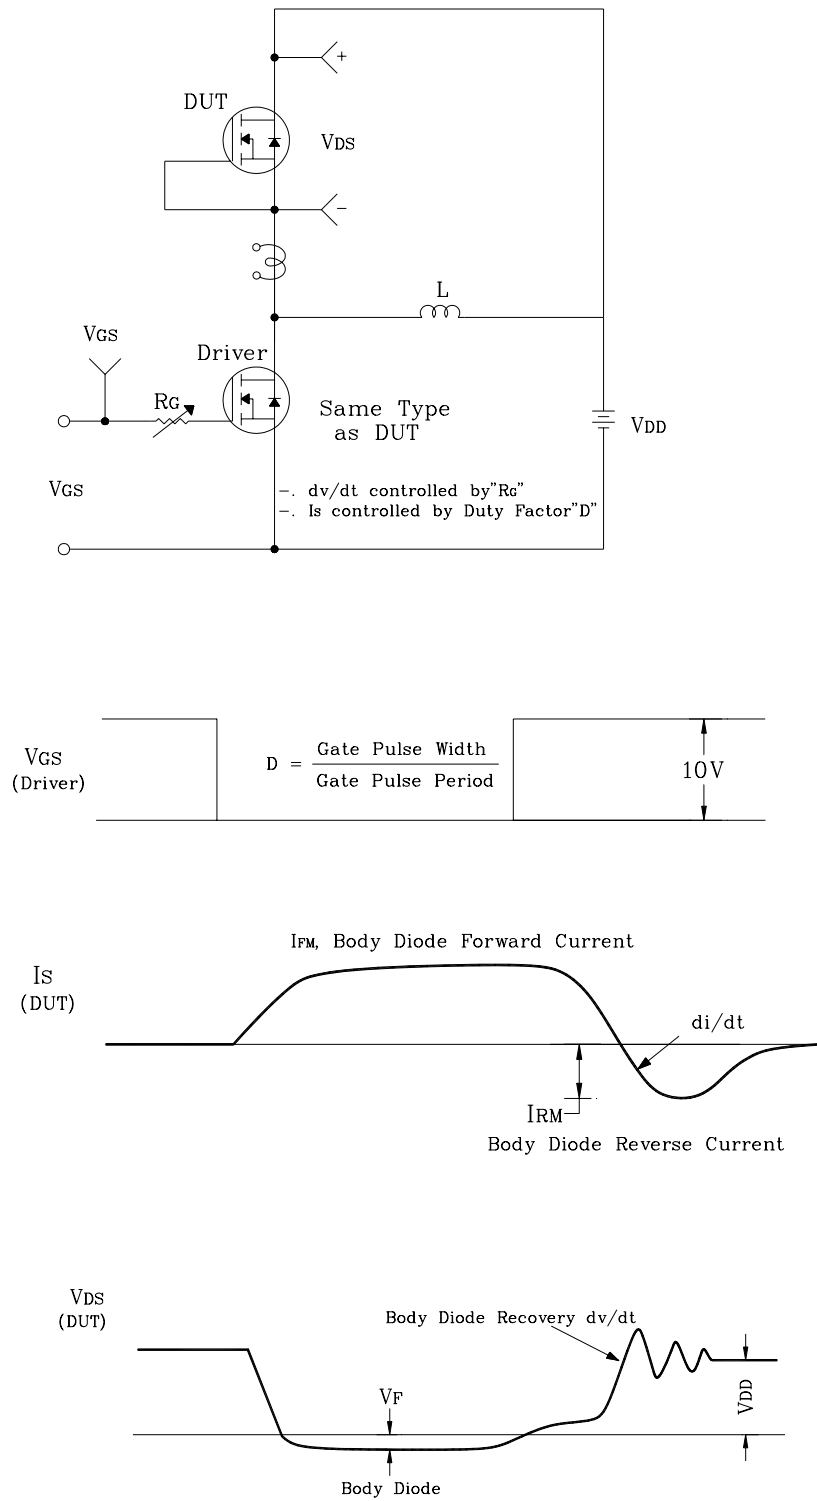 +
DUT
VDS
−
L
VGS
Driver
RG
Same Type
as DUT
VDD
VGS
−. dv/dt controlled by"RG"
−. Is controlled by Duty Factor"D"
VGS
(Driver)
D = Gate Pulse Width
Gate Pulse Period
10V
IFM, Body Diode Forward Current
IS
(DUT)
di/dt
IRM
Body Diode Reverse Current
VDS
(DUT)
Body Diode Recovery dv/dt
VF
VDD
Body Diode